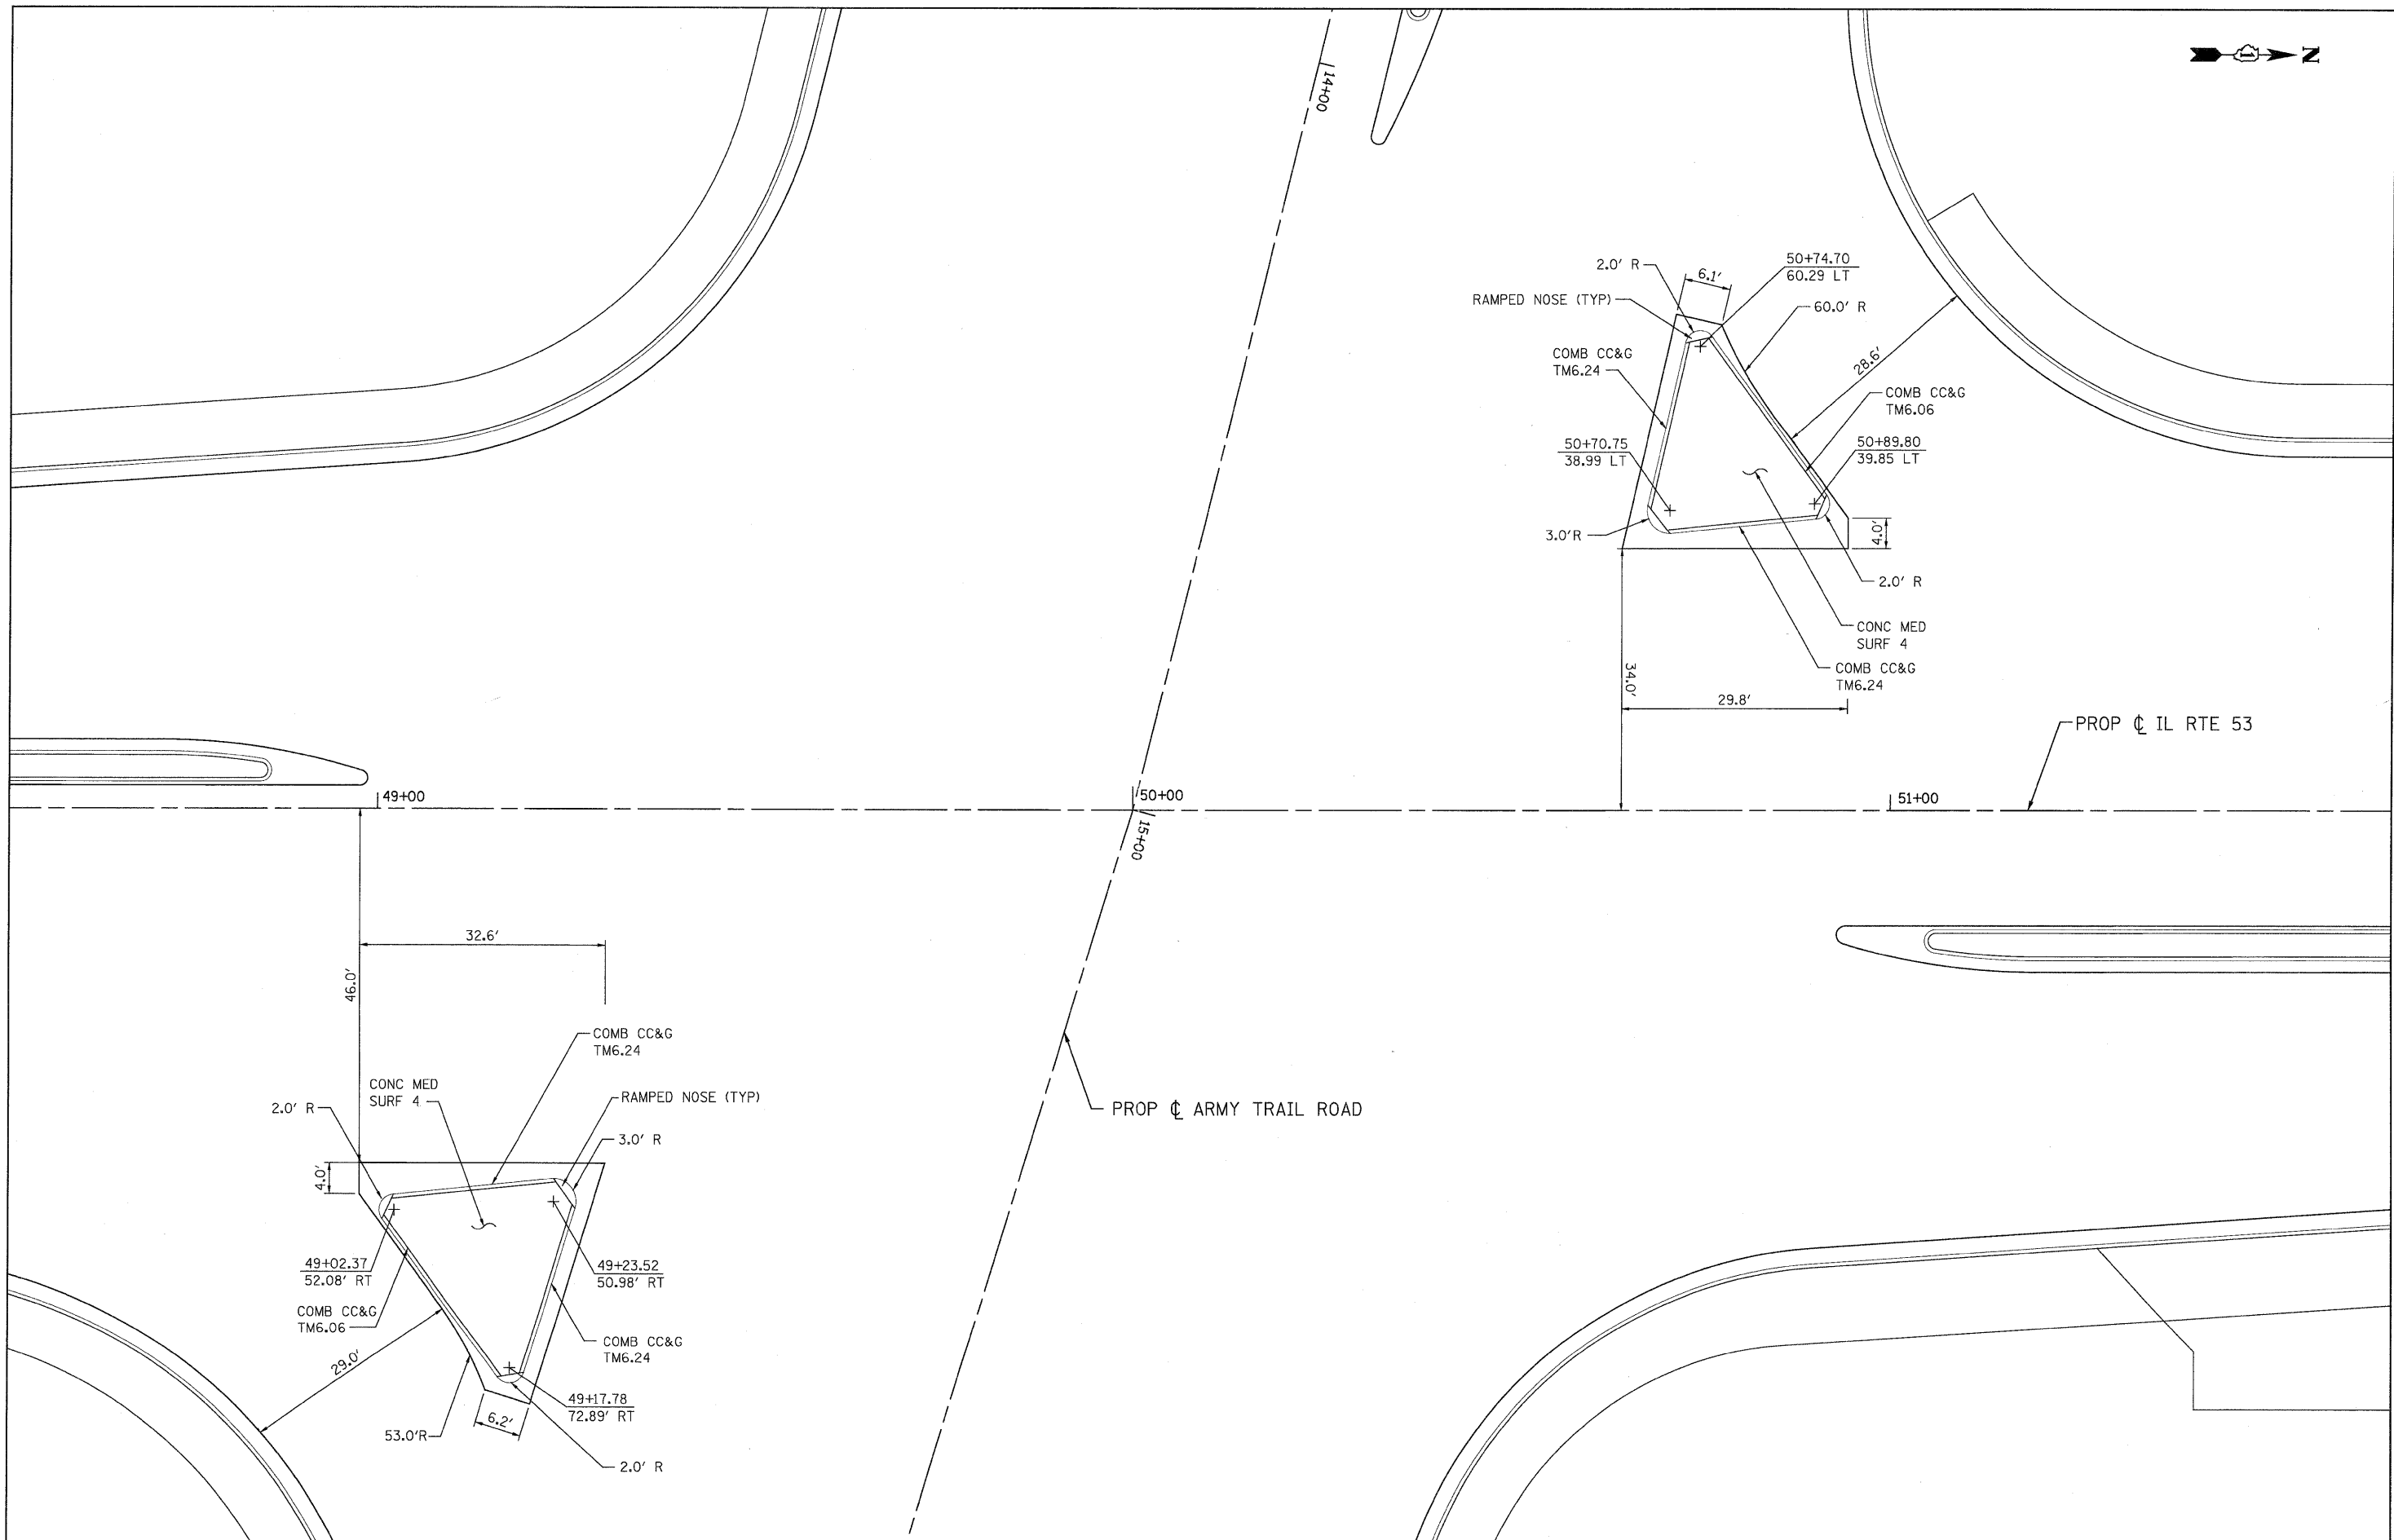 N
14+00
50+74.70
60.29 LT
2.0' R
6.1'
RAMPED NOSE (TYP)
60.0' R
COMB CC&G
TM6.24
28.6'
COMB CC&G
TM6.06
50+70.75
38.99 LT
50+89.80
39.85 LT
3.0'R
4.0'
2.0' R
CONC MED
SURF 4
COMB CC&G
TM6.24
34.0'
29.8'
PROP ℄ IL RTE 53
49+00
50+00
51+00
15+00
32.6'
46.0'
COMB CC&G
TM6.24
CONC MED
SURF 4
RAMPED NOSE (TYP)
2.0' R
PROP ℄ ARMY TRAIL ROAD
3.0' R
4.0'
49+02.37
52.08' RT
49+23.52
50.98' RT
COMB CC&G
TM6.06
COMB CC&G
TM6.24
29.0'
49+17.78
72.89' RT
6.2'
53.0'R
2.0' R